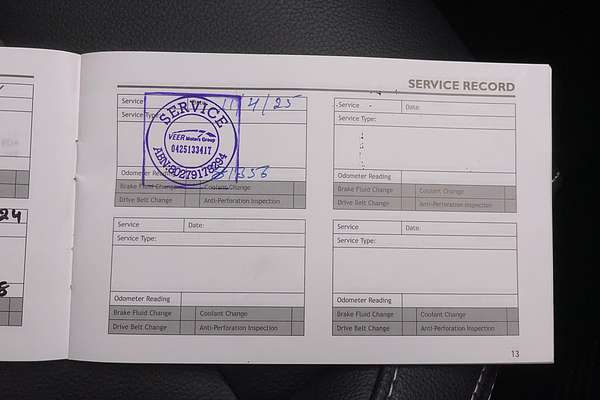 SERVICE RECORD
24
8
Service 11/4/25
Service Type:
SERVICE
VEER Motors Group
0425133417
ABN:80279178294
Odometer Reading 51356
Brake Fluid Change Coolant Change
Drive Belt Change Anti-Perforation Inspection
Service Date:
Service Type:
Odometer Reading
Brake Fluid Change Coolant Change
Drive Belt Change Anti-Perforation Inspection
Service Date:
Service Type:
Odometer Reading
Brake Fluid Change Coolant Change
Drive Belt Change Anti-Perforation Inspection
Service Date:
Service Type:
Odometer Reading
Brake Fluid Change Coolant Change
Drive Belt Change Anti-Perforation Inspection
13